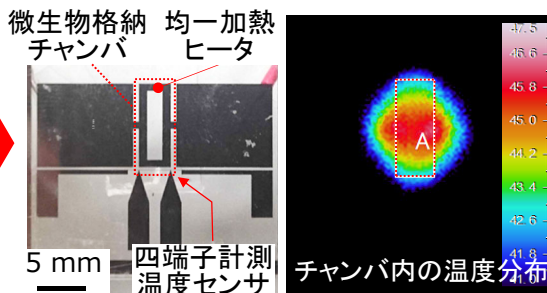 微生物格納
チャンバ
均一加熱
ヒータ
5 mm
四端子計測
温度センサ
A
チャンバ内の温度分布
47.5
46.6
45.8
45.0
44.2
43.4
42.6
41.8
41.0